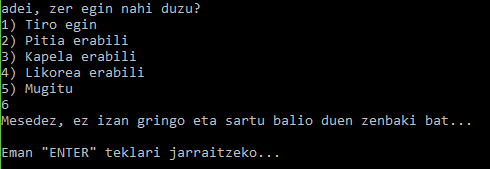 adei, zer egin nahi duzu?
1) Tiro egin
2) Pitia erabili
3) Kapela erabili
4) Likorea erabili
5) Mugitu
6
Mesedez, ez izan gringo eta sartu balio duen zenbaki bat...
Eman "ENTER" teklari jarraitzeko...